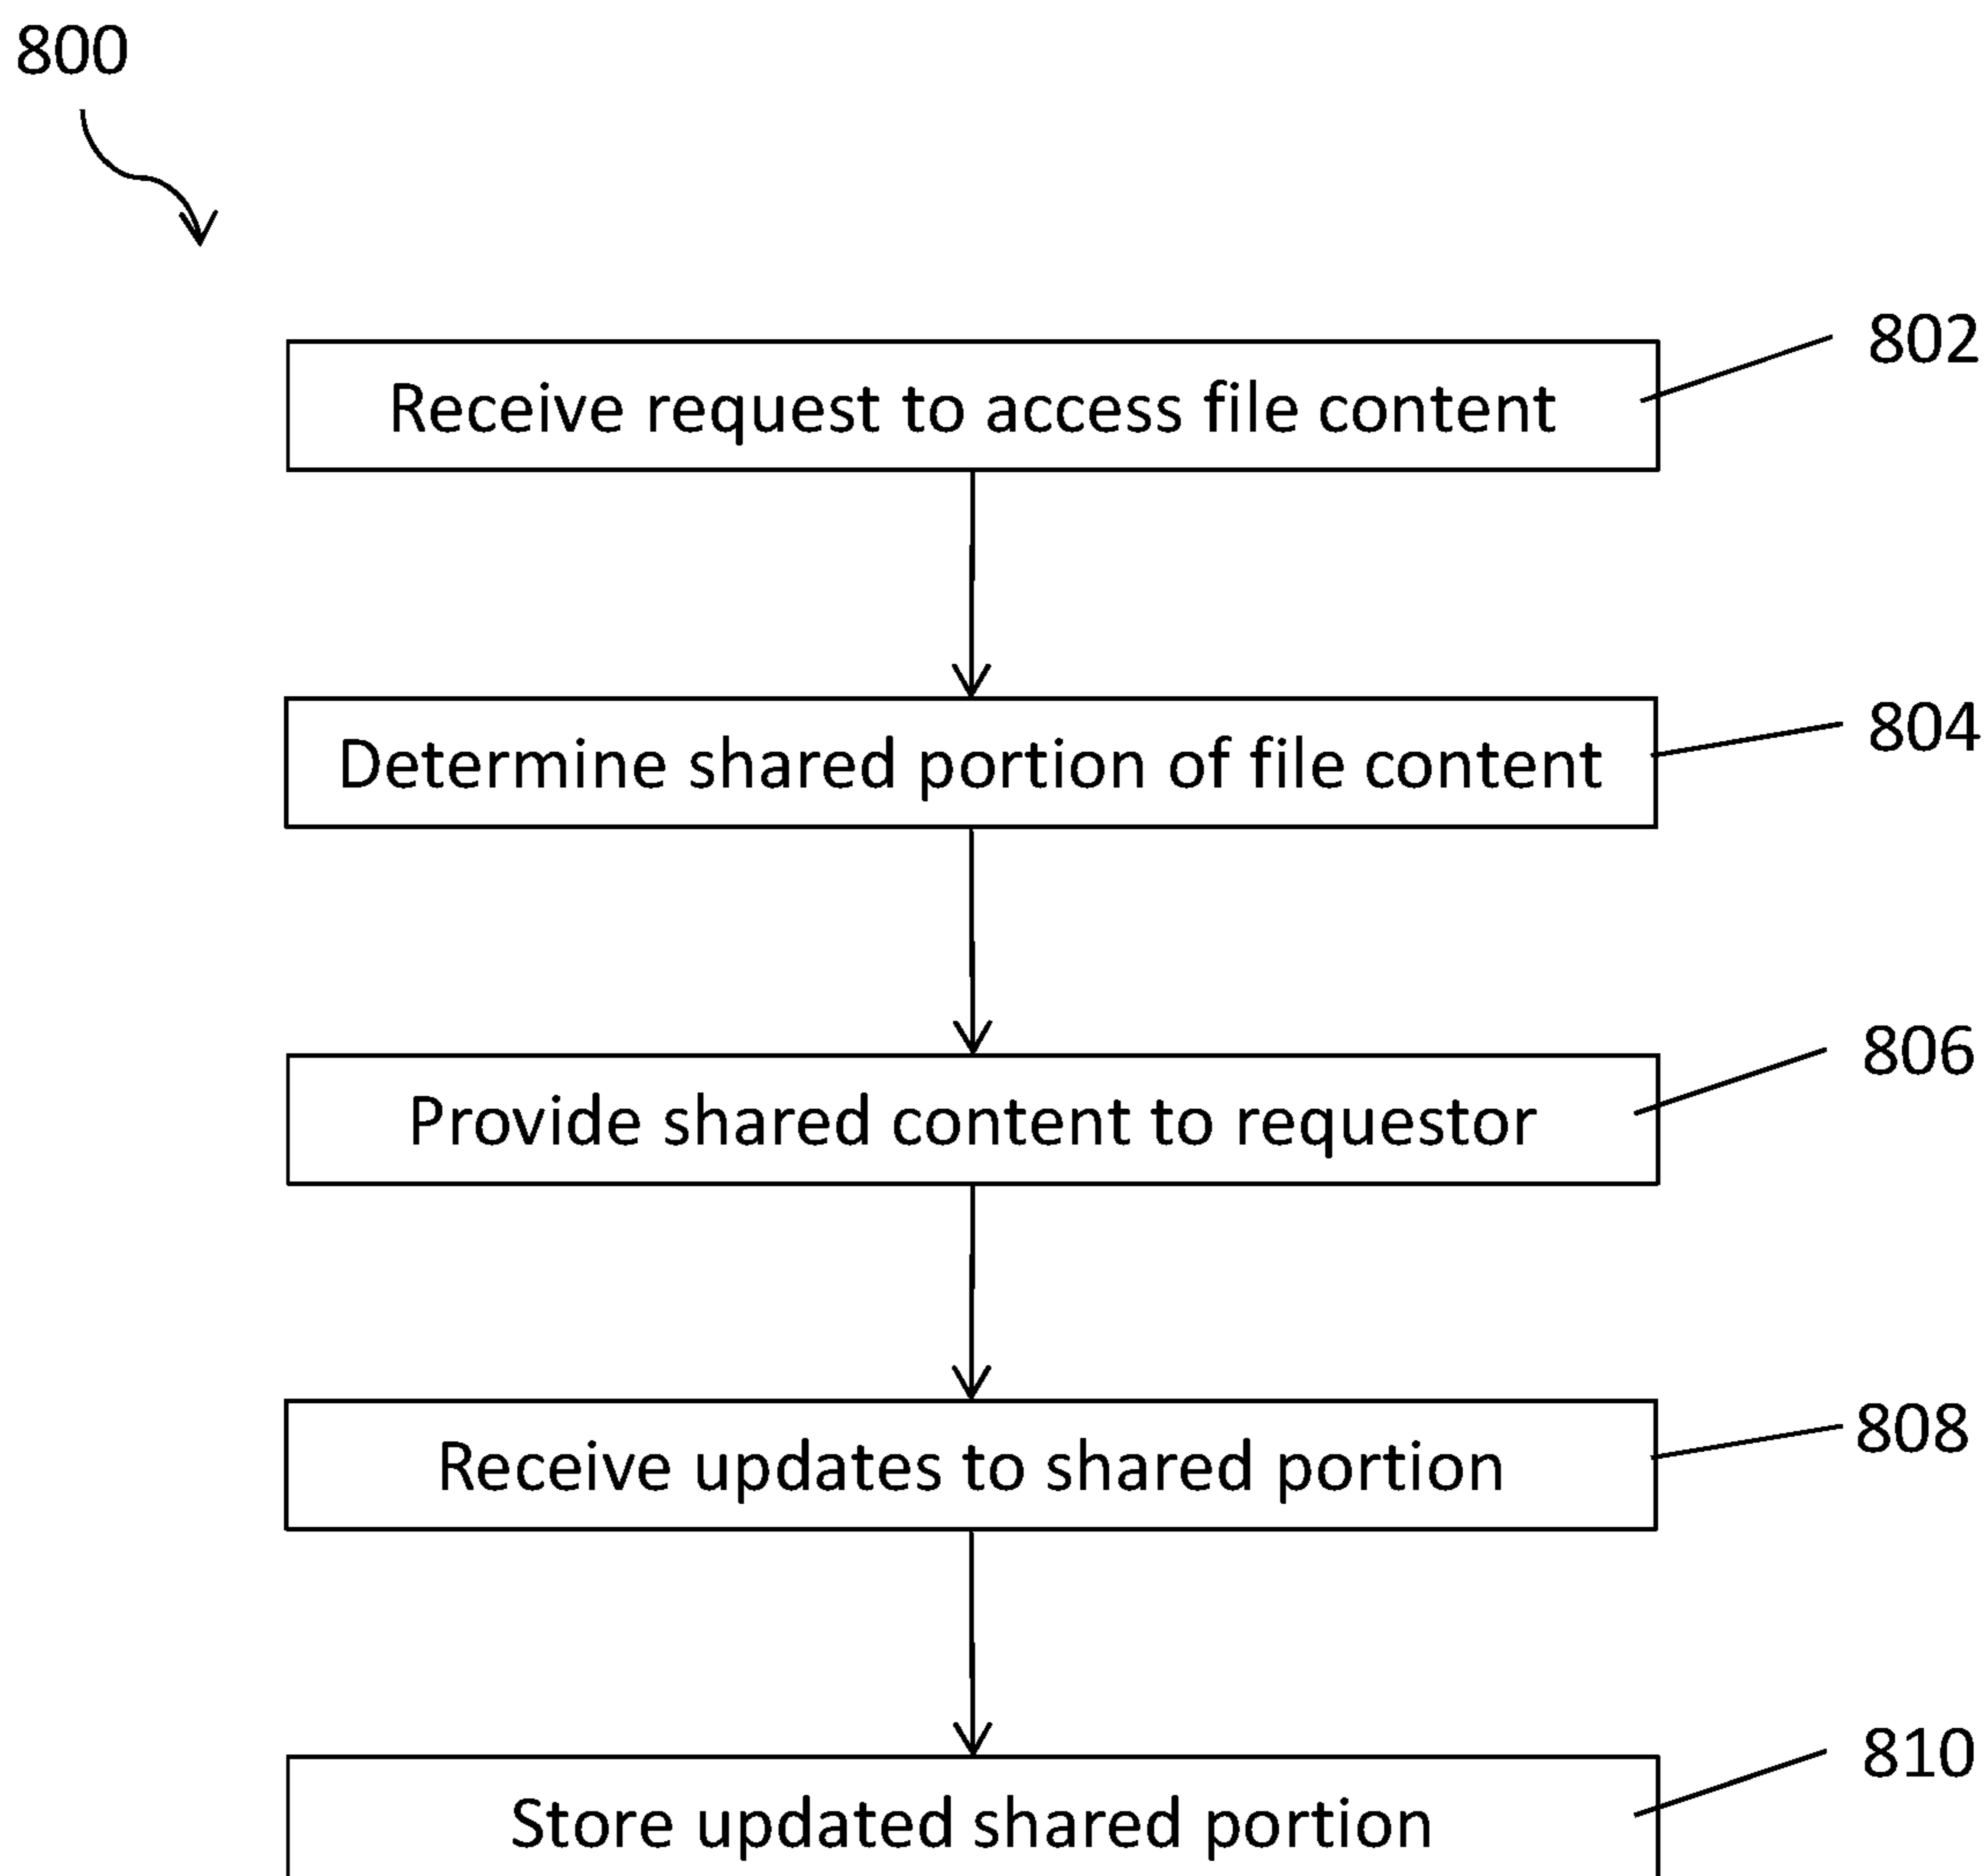 800
802
Receive request to access file content
804
Determine shared portion of file content
806
Provide shared content to requestor
808
Receive updates to shared portion
810
Store updated shared portion